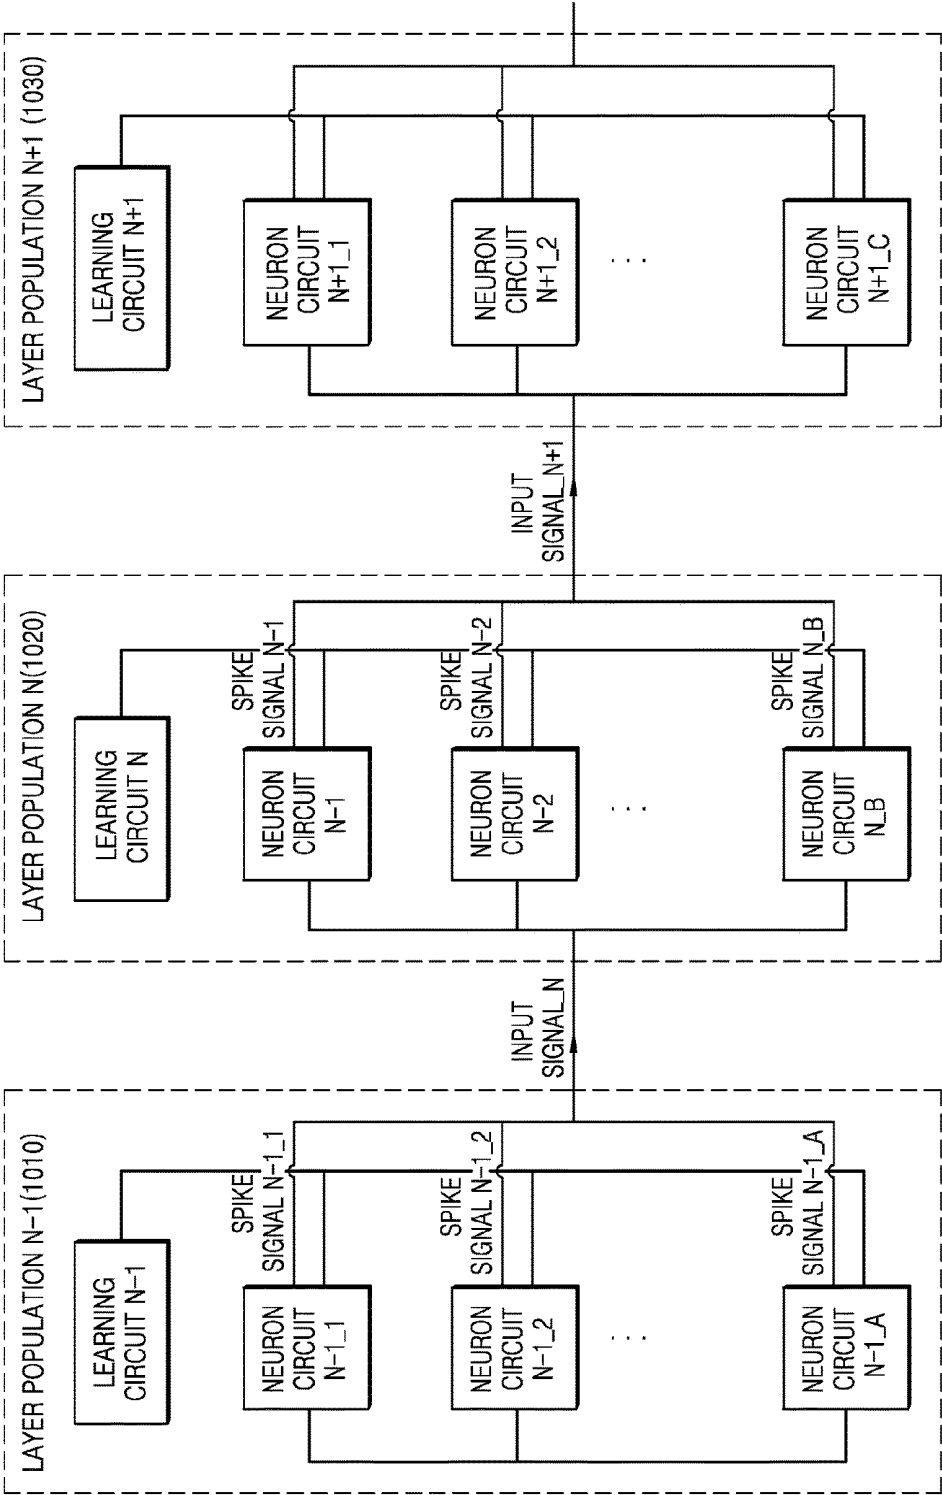 LAYER POPULATION N-1(1010)
LEARNING
CIRCUIT N-1
SPIKE
SIGNAL N-1_1
NEURON
CIRCUIT
N-1_1
SPIKE
SIGNAL N-1_2
NEURON
CIRCUIT
N-1_2
. . .
SPIKE
SIGNAL N-1_A
NEURON
CIRCUIT
N-1_A
INPUT
SIGNAL_N
LAYER POPULATION N(1020)
LEARNING
CIRCUIT N
SPIKE
SIGNAL N-1
NEURON
CIRCUIT
N-1
SPIKE
SIGNAL N-2
NEURON
CIRCUIT
N-2
. . .
SPIKE
SIGNAL N_B
NEURON
CIRCUIT
N_B
INPUT
SIGNAL_N+1
LAYER POPULATION N+1 (1030)
LEARNING
CIRCUIT N+1
NEURON
CIRCUIT
N+1_1
NEURON
CIRCUIT
N+1_2
. . .
NEURON
CIRCUIT
N+1_C